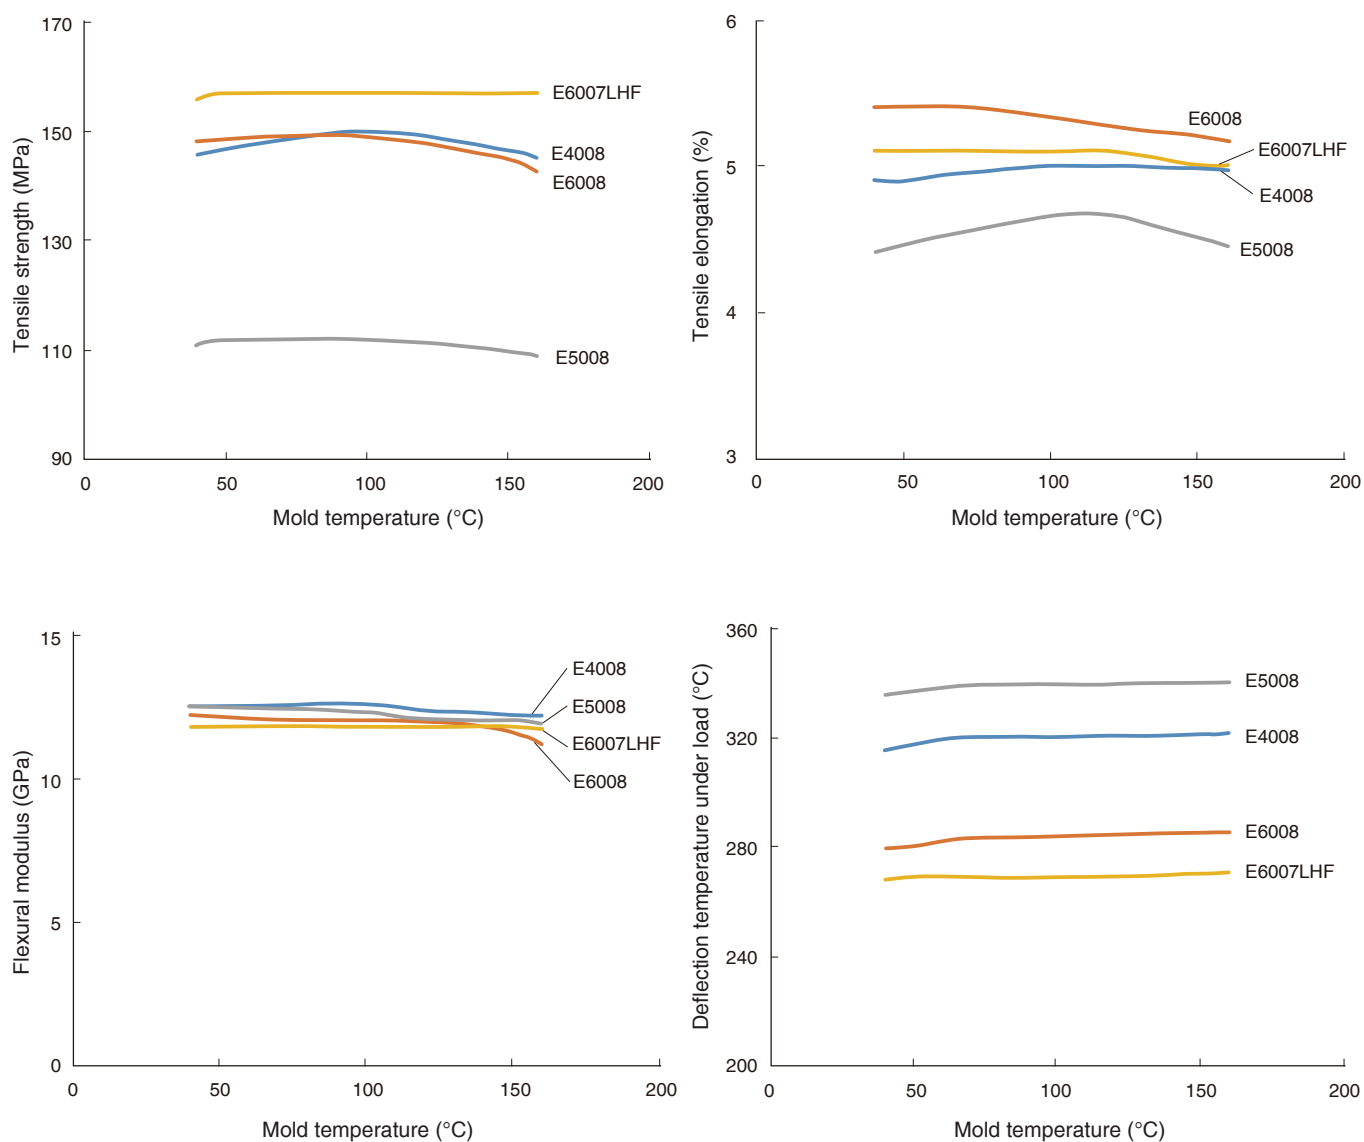 170
150
130
110
90
Tensile strength (MPa)
E6007LHF
E4008
E6008
E5008
0
50
100
150
200
Mold temperature (°C)
6
5
4
3
Tensile elongation (%)
E6008
E6007LHF
E4008
E5008
0
50
100
150
200
Mold temperature (°C)
15
10
5
0
Flexural modulus (GPa)
E4008
E5008
E6007LHF
E6008
0
50
100
150
200
Mold temperature (°C)
360
320
280
240
200
Deflection temperature under load (°C)
E5008
E4008
E6008
E6007LHF
0
50
100
150
200
Mold temperature (°C)